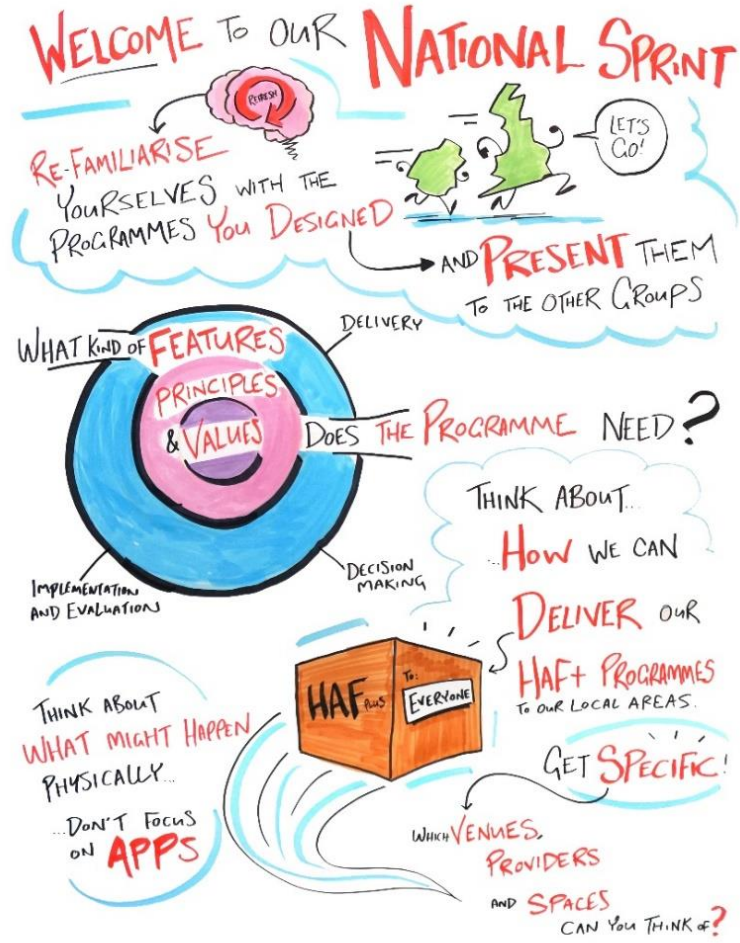 WELCOME TO OUR NATIONAL SPRINT
REFRESH
LET'S
GO!
RE-FAMILIARISE
YOURSELVES WITH THE
PROGRAMMES YOU DESIGNED
AND PRESENT THEM
TO THE OTHER GROUPS
DELIVERY
WHAT KIND OF FEATURES
PRINCIPLES
& VALUES DOES THE PROGRAMME NEED?
IMPLEMENTATION
AND EVALUATION
DECISION
MAKING
THINK ABOUT...
...HOW WE CAN
DELIVER OUR
HAF+ PROGRAMMES
TO OUR LOCAL AREAS.
HAF PLUS
TO:
EVERYONE
THINK ABOUT
WHAT MIGHT HAPPEN
PHYSICALLY...
...DON'T FOCUS
ON APPS
GET SPECIFIC!
WHICH VENUES,
PROVIDERS
AND SPACES
CAN YOU THINK OF?